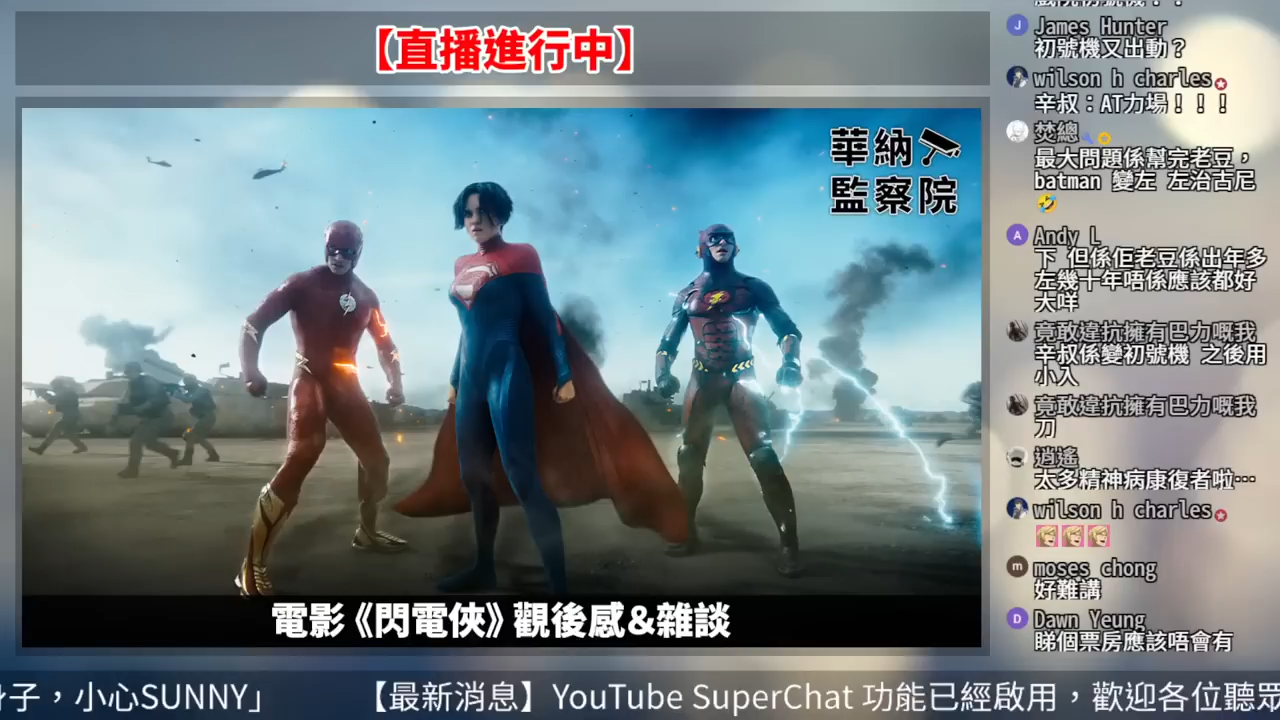 【直播進行中】
華納
監察院
電影《閃電俠》觀後感&雜談
James Hunter
初號機又出動？
wilson h charles
辛叔：AT力場！！！
焚總
最大問題係幫完老豆，
batman 變左 左治古尼
Andy L
下 但係佢老豆係出年多
左幾十年唔係應該都好
大咩
竟敢違抗擁有巴力嘅我
辛叔係變初號機 之後用
小入
竟敢違抗擁有巴力嘅我
刀
逍遙
太多精神病康復者啦…
wilson h charles
moses chong
好難講
Dawn Yeung
睇個票房應該唔會有
子，小心SUNNY」 【最新消息】YouTube SuperChat 功能已經啟用，歡迎各位聽眾